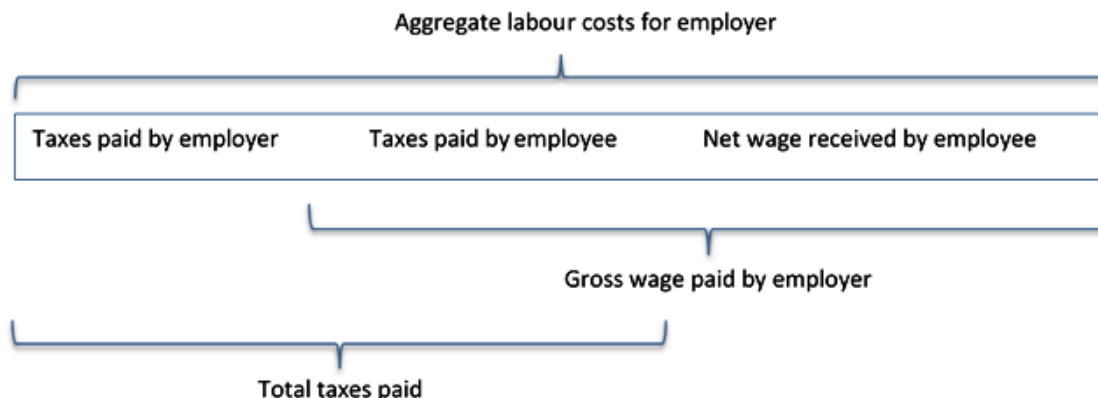 Aggregate labour costs for employer
Taxes paid by employer Taxes paid by employee Net wage received by employee
Gross wage paid by employer
Total taxes paid